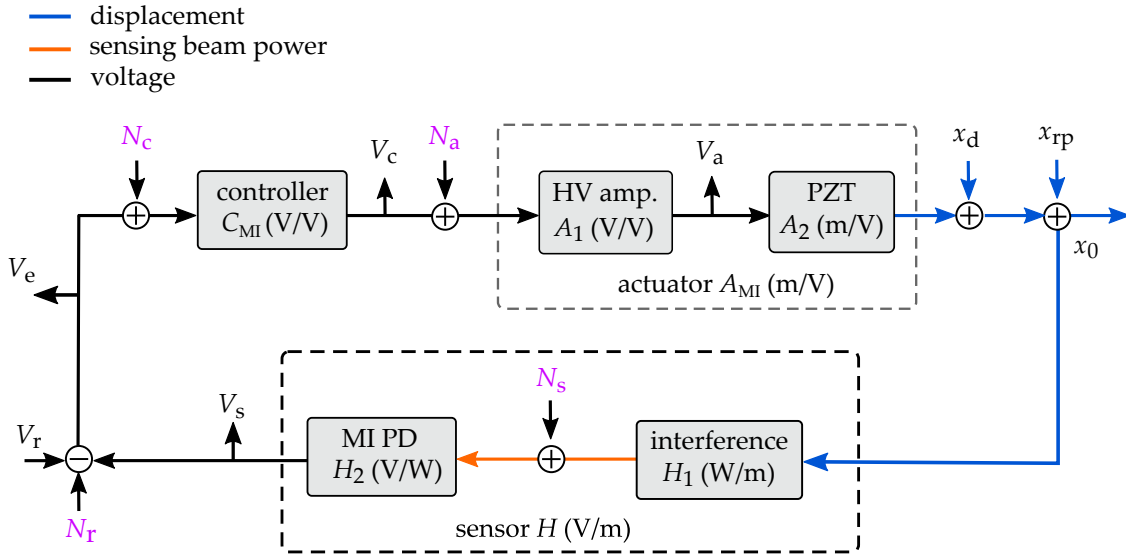 displacement
sensing beam power
voltage
N_c
V_c
N_a
V_a
x_d
x_rp
controller
C_MI (V/V)
HV amp.
A_1 (V/V)
PZT
A_2 (m/V)
x_0
actuator A_MI (m/V)
V_e
V_r
N_r
V_s
MI PD
H_2 (V/W)
N_s
interference
H_1 (W/m)
sensor H (V/m)